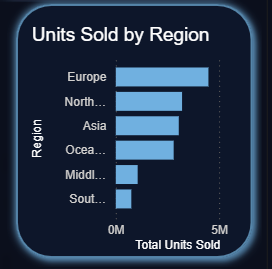 Units Sold by Region
Region
Europe
North...
Asia
Ocea...
Middl...
Sout...
0M
5M
Total Units Sold